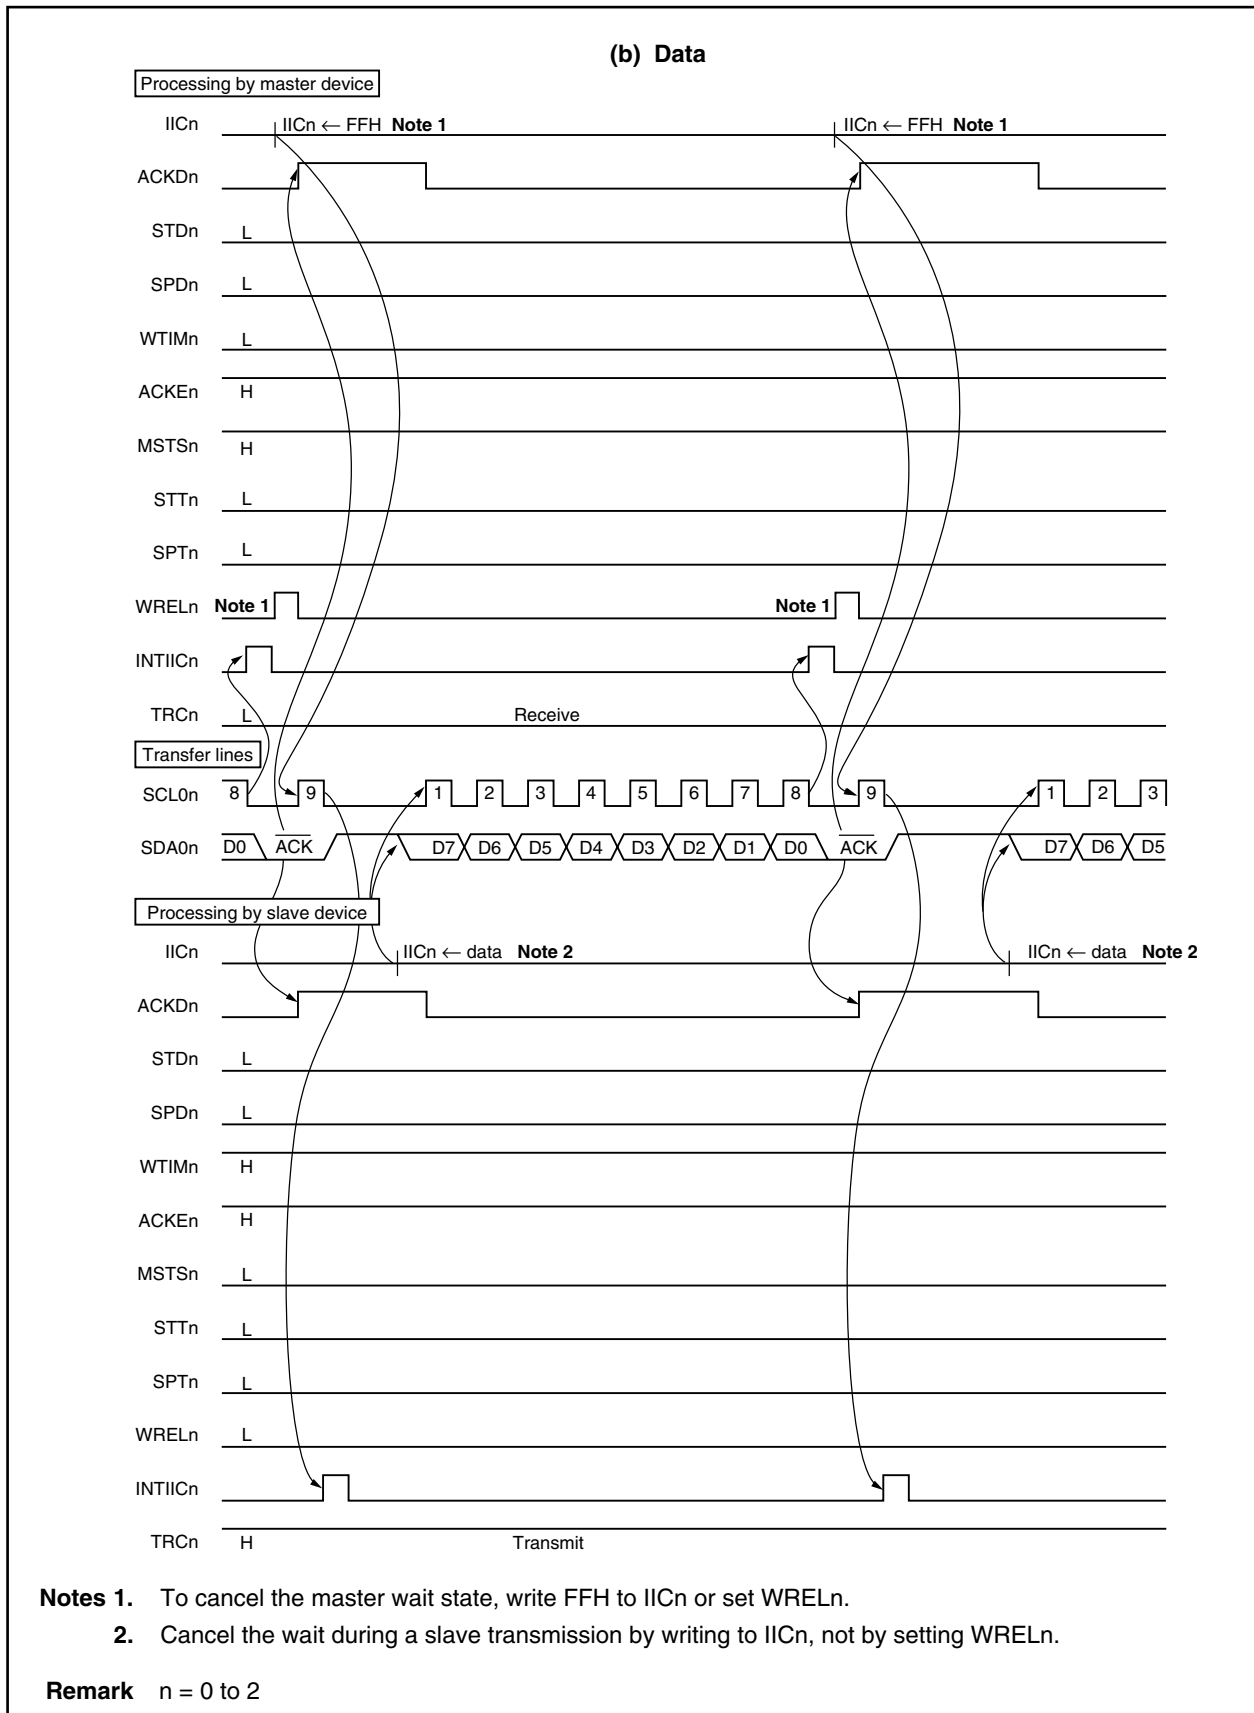 (b) Data
Processing by master device
IICn IICn ← FFH Note 1 IICn ← FFH Note 1
ACKDn
STDn L
SPDn L
WTIMn L
ACKEn H
MSTSn H
STTn L
SPTn L
WRELn Note 1 Note 1
INTIICn
TRCn L Receive
Transfer lines
SCL0n 8 9 1 2 3 4 5 6 7 8 9 1 2 3
SDA0n D0 ACK D7 D6 D5 D4 D3 D2 D1 D0 ACK D7 D6 D5
Processing by slave device
IICn IICn ← data Note 2 IICn ← data Note 2
ACKDn
STDn L
SPDn L
WTIMn H
ACKEn H
MSTSn L
STTn L
SPTn L
WRELn L
INTIICn
TRCn H Transmit
Notes 1. To cancel the master wait state, write FFH to IICn or set WRELn.
2. Cancel the wait during a slave transmission by writing to IICn, not by setting WRELn.
Remark n = 0 to 2